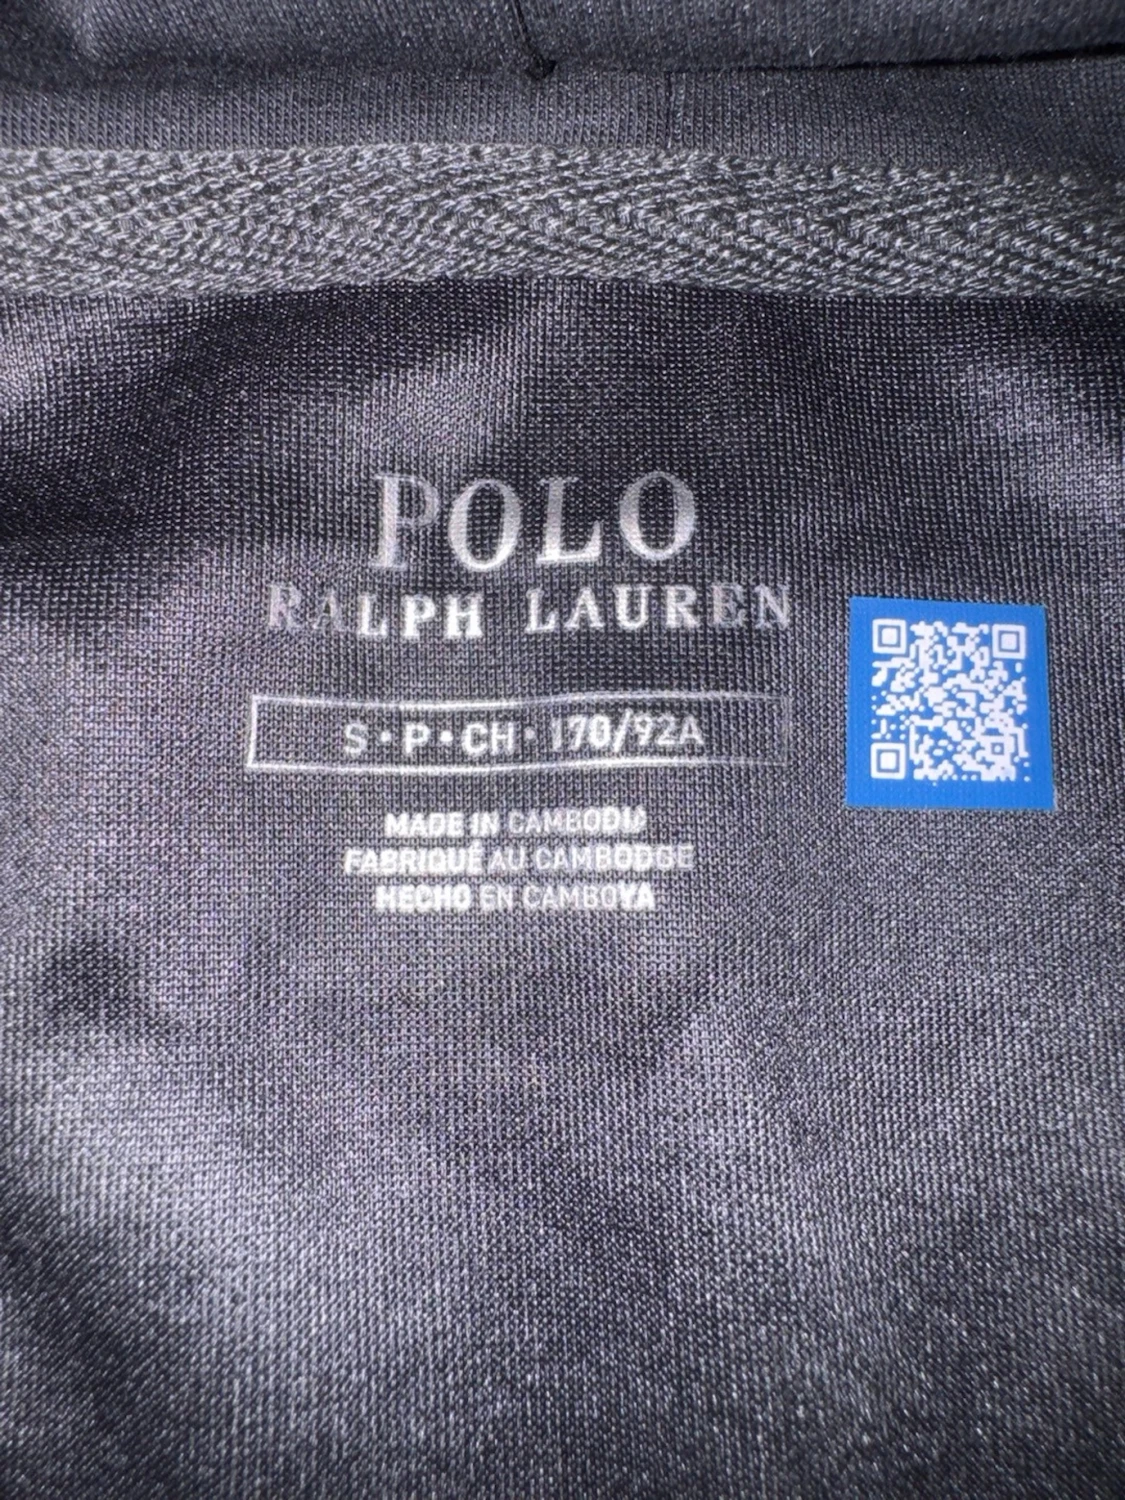 POLO
RALPH LAUREN
S • P • CH • 170/92A
MADE IN CAMBODIA
FABRIQUÉ AU CAMBODGE
HECHO EN CAMBOYA